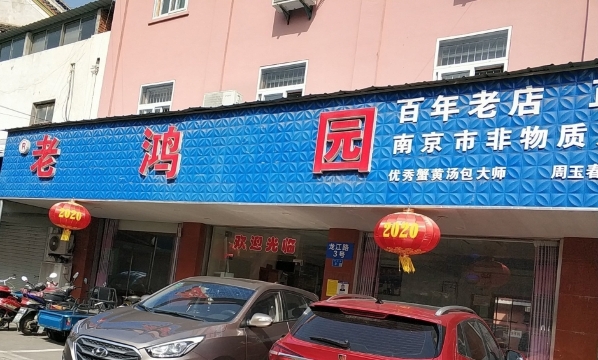 老鸿园
百年老店
南京市非物质
优秀蟹黄汤包大师 周玉春
2020
欢迎光临
龙江路
3号
2020